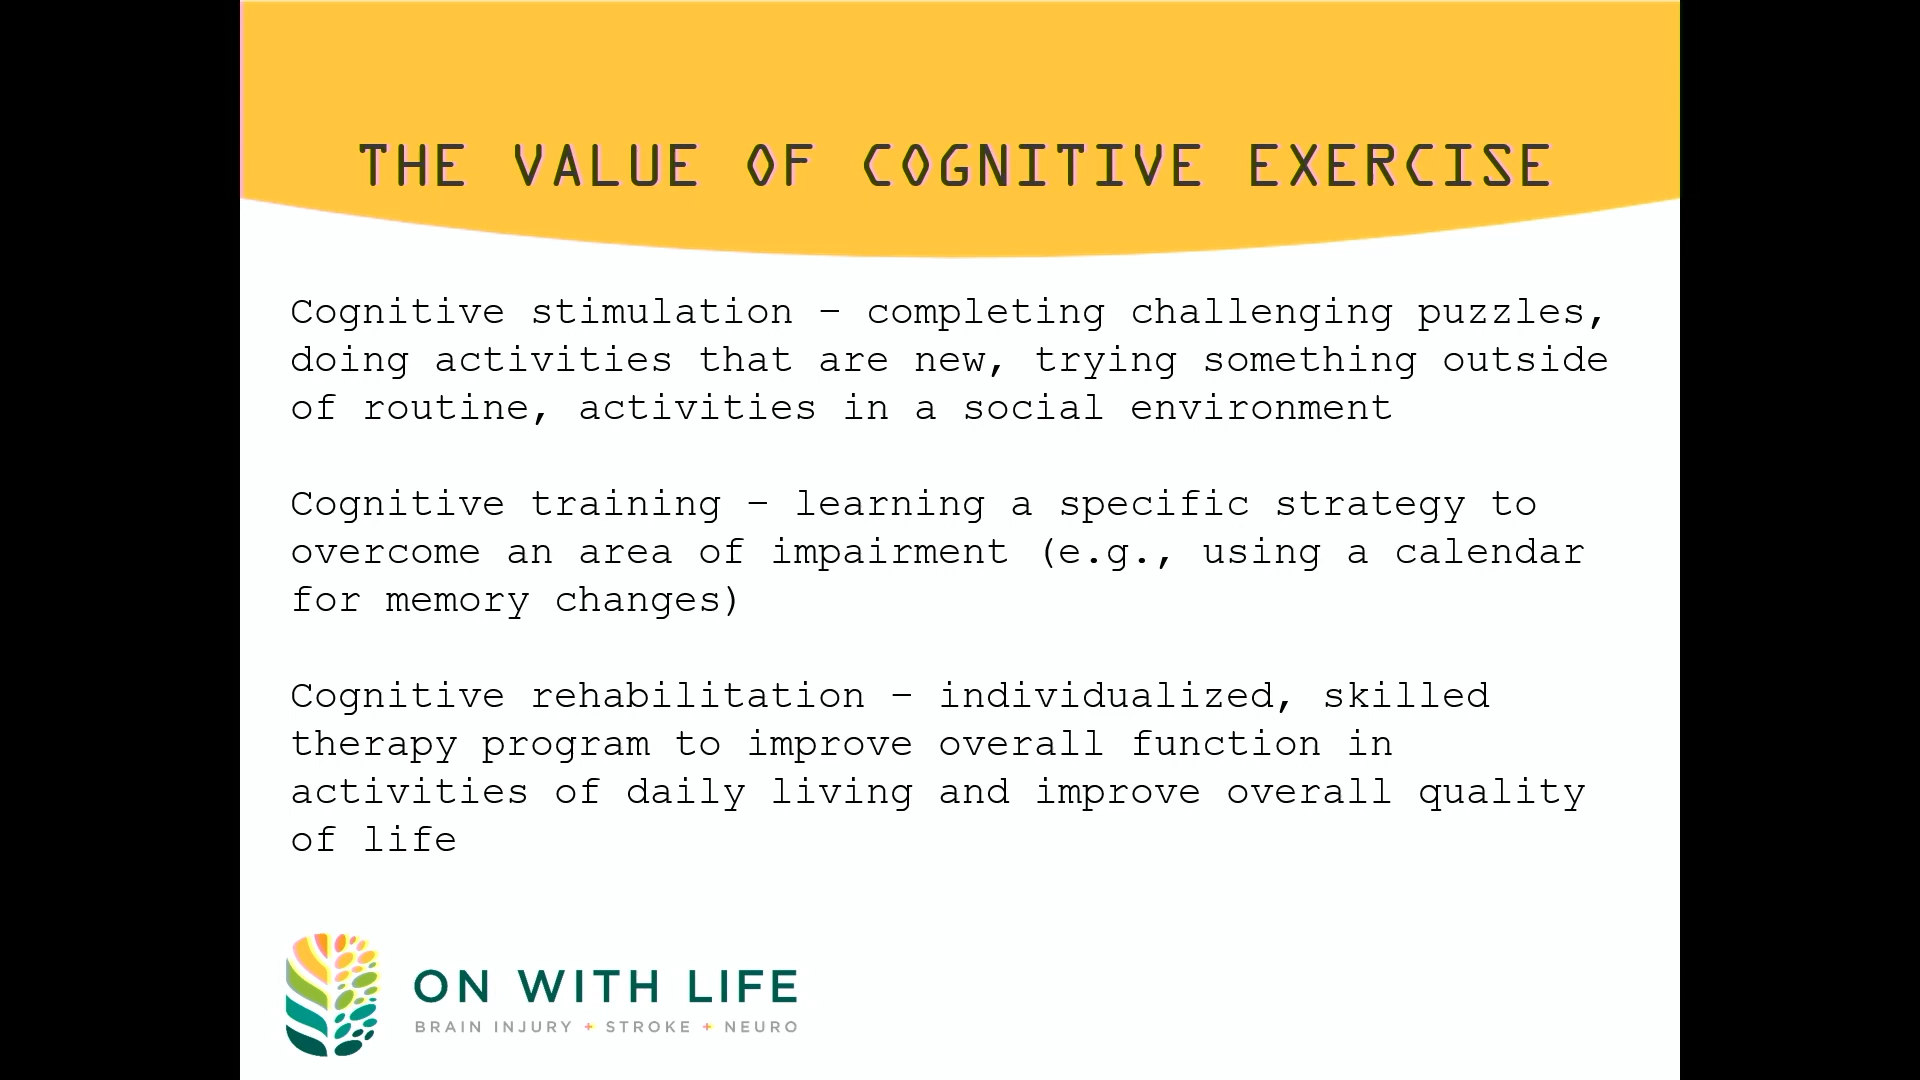 THE VALUE OF COGNITIVE EXERCISE
Cognitive stimulation – completing challenging puzzles,
doing activities that are new, trying something outside
of routine, activities in a social environment
Cognitive training – learning a specific strategy to
overcome an area of impairment (e.g., using a calendar
for memory changes)
Cognitive rehabilitation – individualized, skilled
therapy program to improve overall function in
activities of daily living and improve overall quality
of life
ON WITH LIFE
BRAIN INJURY + STROKE + NEURO